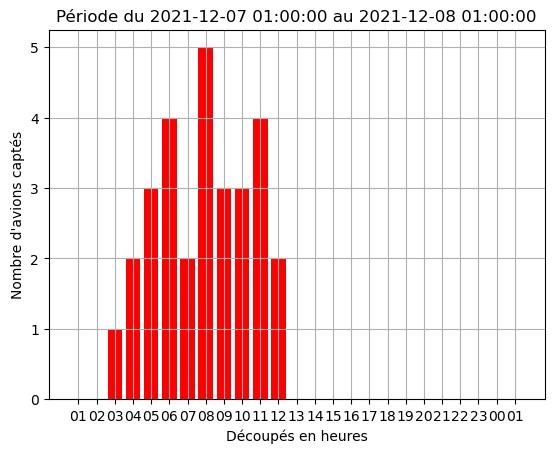 Période du 2021-12-07 01:00:00 au 2021-12-08 01:00:00
5
4
3
2
1
0
Nombre d'avions captés
01 02 03 04 05 06 07 08 09 10 11 12 13 14 15 16 17 18 19 20 21 22 23 00 01
Découpés en heures